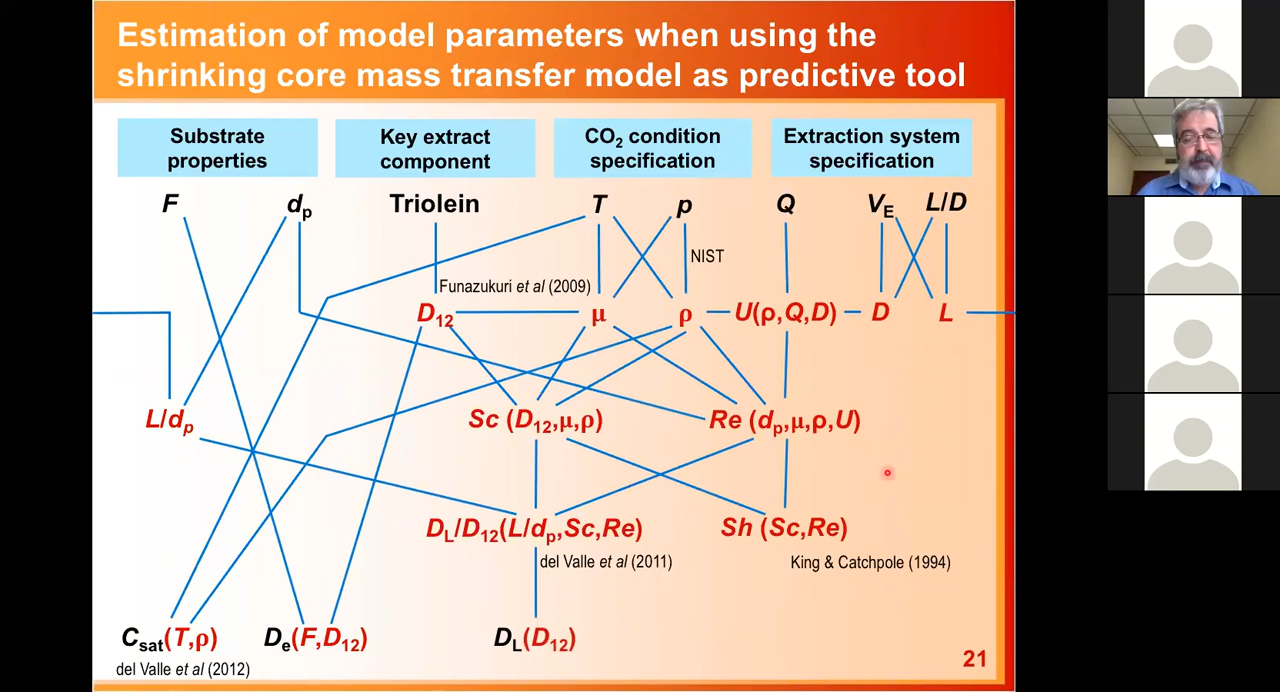 Estimation of model parameters when using the
shrinking core mass transfer model as predictive tool
Substrate
properties
Key extract
component
CO₂ condition
specification
Extraction system
specification
F
dp
Triolein
T
p
Q
VE
L/D
NIST
Funazukuri et al (2009)
D12
μ
ρ
U(ρ,Q,D)
D
L
L/dp
Sc (D12,μ,ρ)
Re (dp,μ,ρ,U)
DL/D12(L/dp,Sc,Re)
Sh (Sc,Re)
del Valle et al (2011)
King & Catchpole (1994)
Csat(T,ρ)
De(F,D12)
DL(D12)
del Valle et al (2012)
21